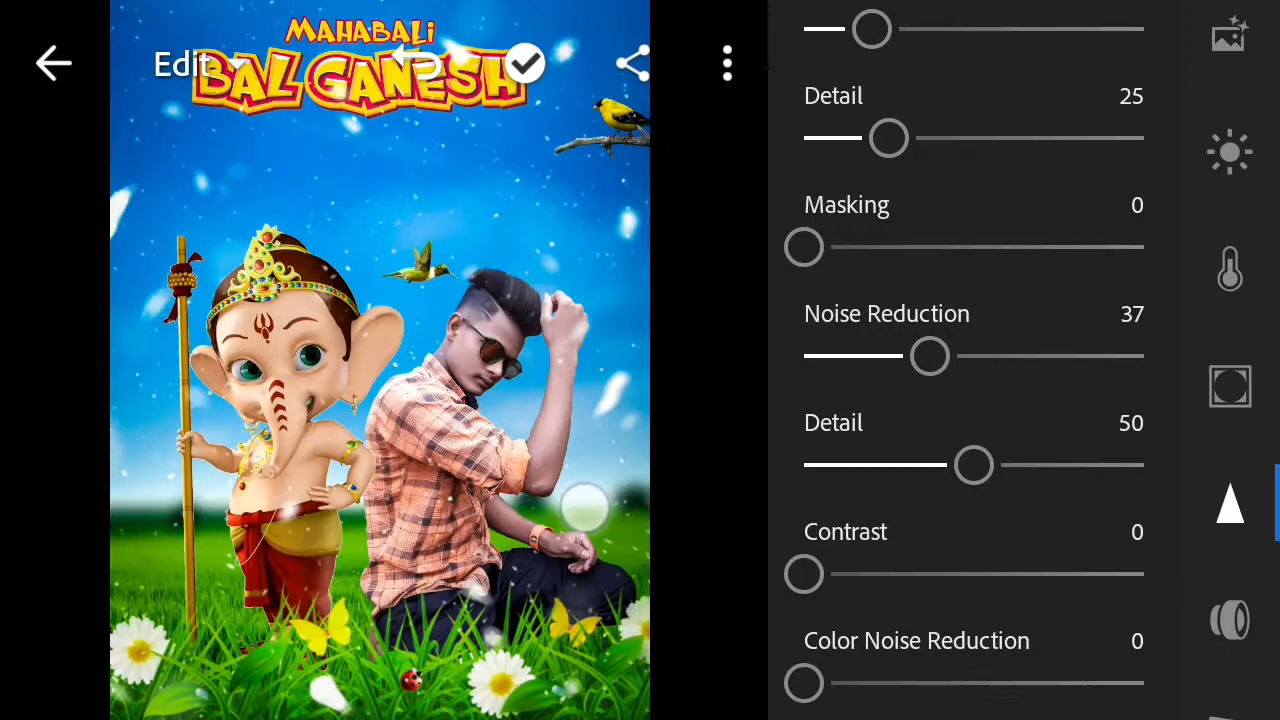 MAHABALi
BAL GANESH
Edit
Detail 25
Masking 0
Noise Reduction 37
Detail 50
Contrast 0
Color Noise Reduction 0